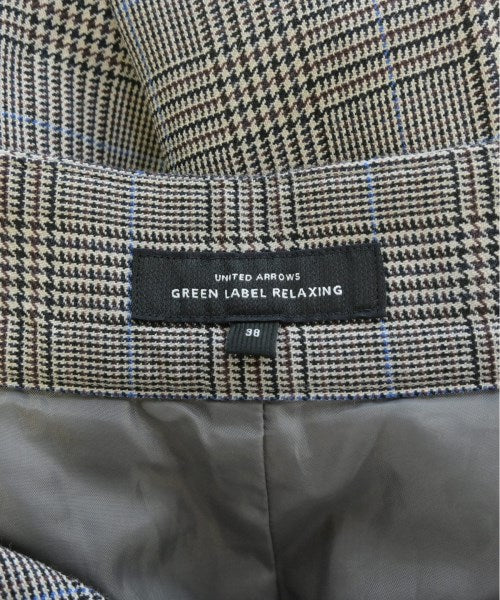 UNITED ARROWS
GREEN LABEL RELAXING
38